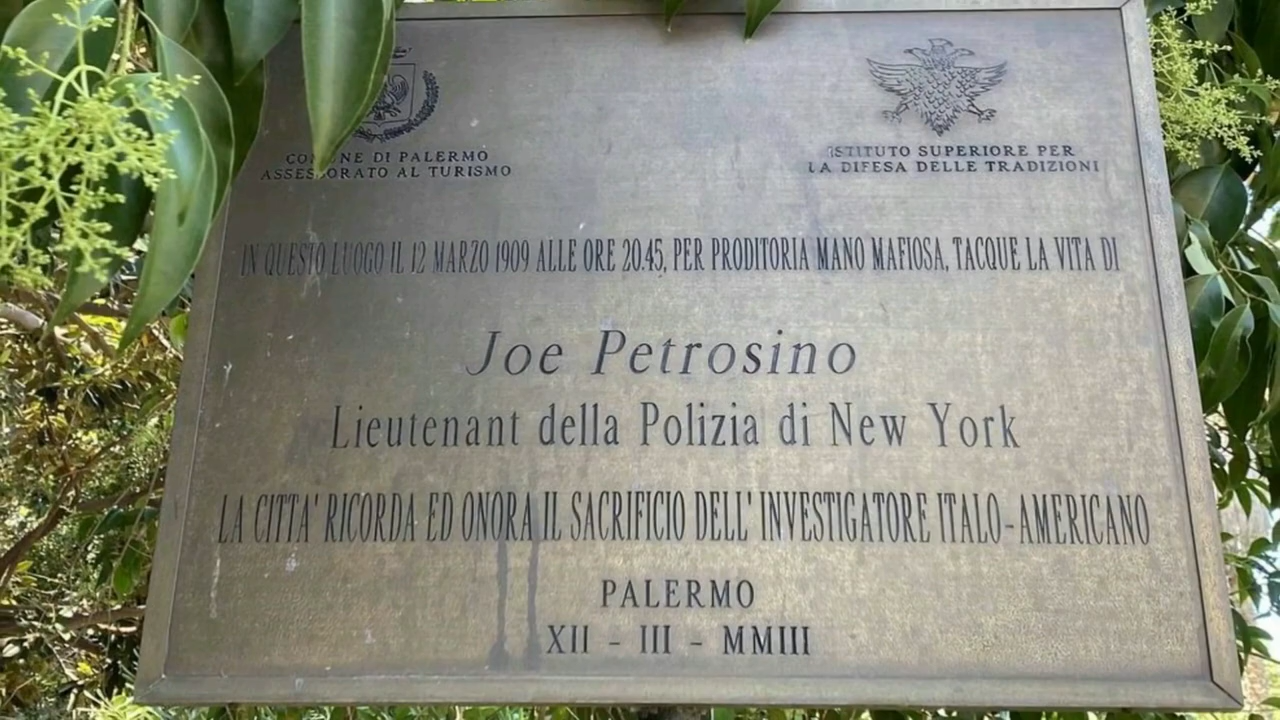 COMUNE DI PALERMO
ASSESSORATO AL TURISMO
ISTITUTO SUPERIORE PER
LA DIFESA DELLE TRADIZIONI
IN QUESTO LUOGO IL 12 MARZO 1909 ALLE ORE 20.45, PER PRODITORIA MANO MAFIOSA, TACQUE LA VITA DI
Joe Petrosino
Lieutenant della Polizia di New York
LA CITTA' RICORDA ED ONORA IL SACRIFICIO DELL'INVESTIGATORE ITALO-AMERICANO
PALERMO
XII - III - MMIII